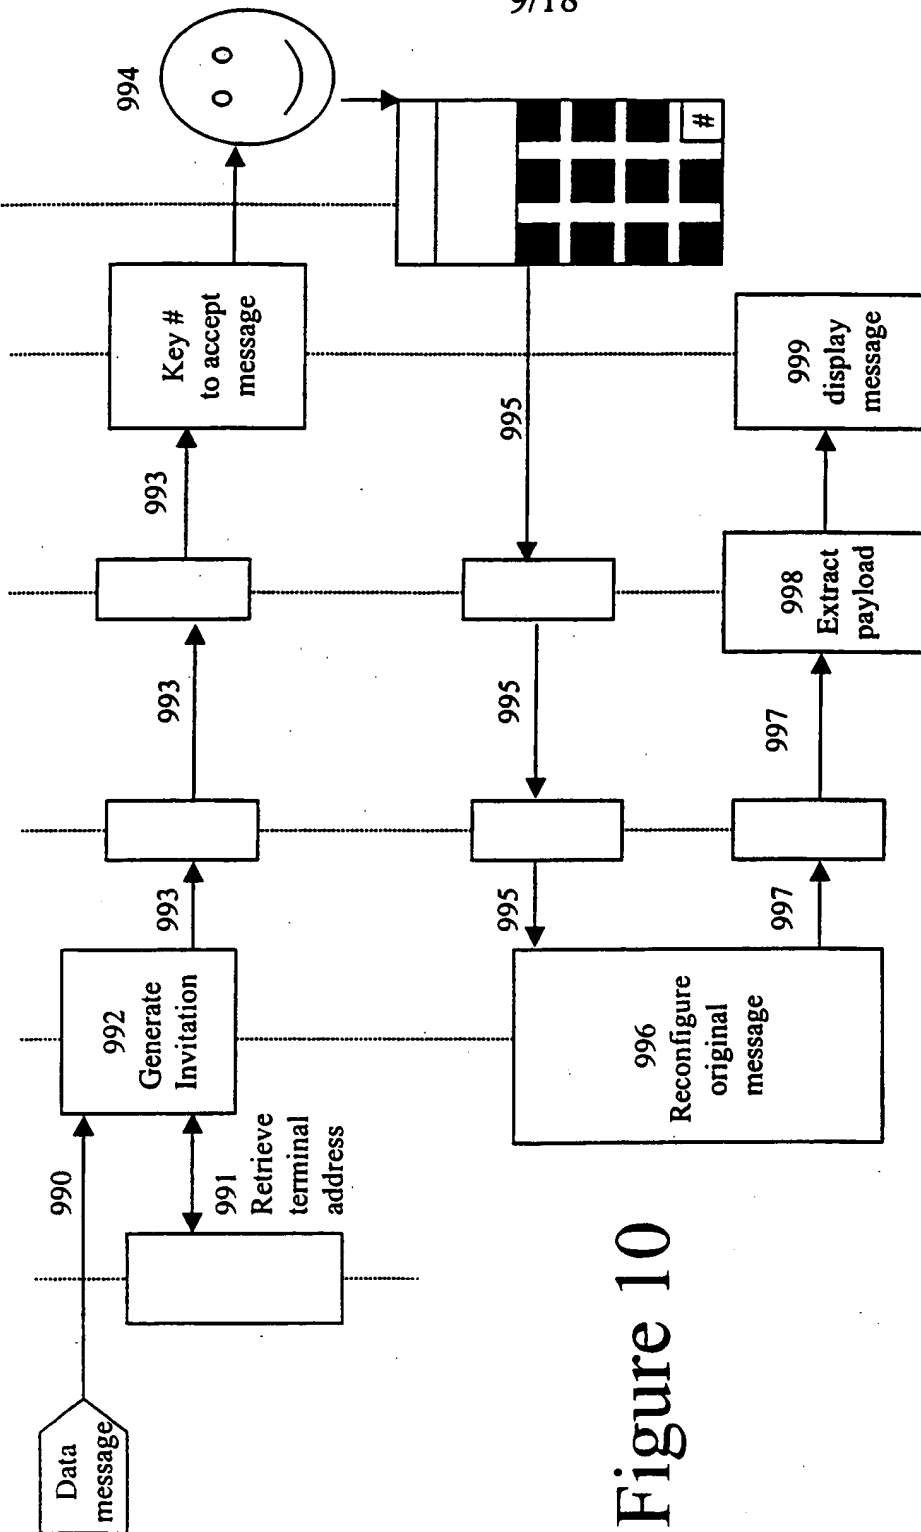 9/18
Data
message
990
991
Retrieve
terminal
address
992
Generate
Invitation
993
993
993
Key #
to accept
message
994
#
995
995
995
996
Reconfigure
original
message
997
997
998
Extract
payload
999
display
message
Figure 10